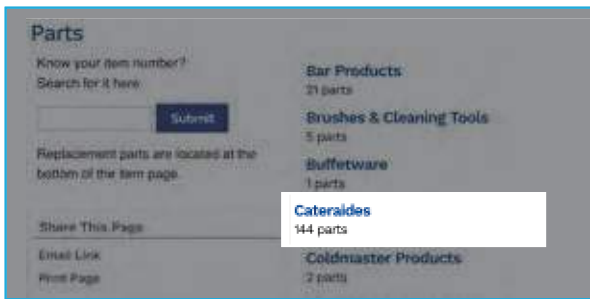 Parts
Know your item number?
Search for it here.
Submit
Replacement parts are located at the
bottom of the item page.
Share This Page
Email Link
Print Page
Bar Products
21 parts
Brushes & Cleaning Tools
5 parts
Buffetware
1 parts
Cateraides
144 parts
Coldmaster Products
2 parts